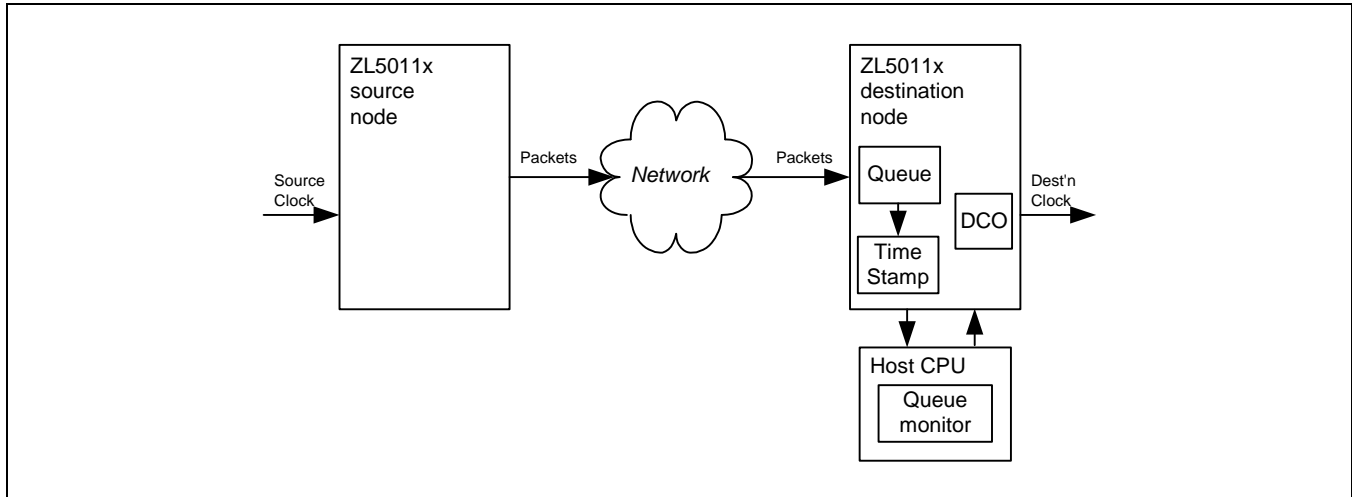 ZL5011x
source
node
Source
Clock
Packets
Network
Packets
ZL5011x
destination
node
Queue
Time
Stamp
DCO
Dest'n
Clock
Host CPU
Queue
monitor